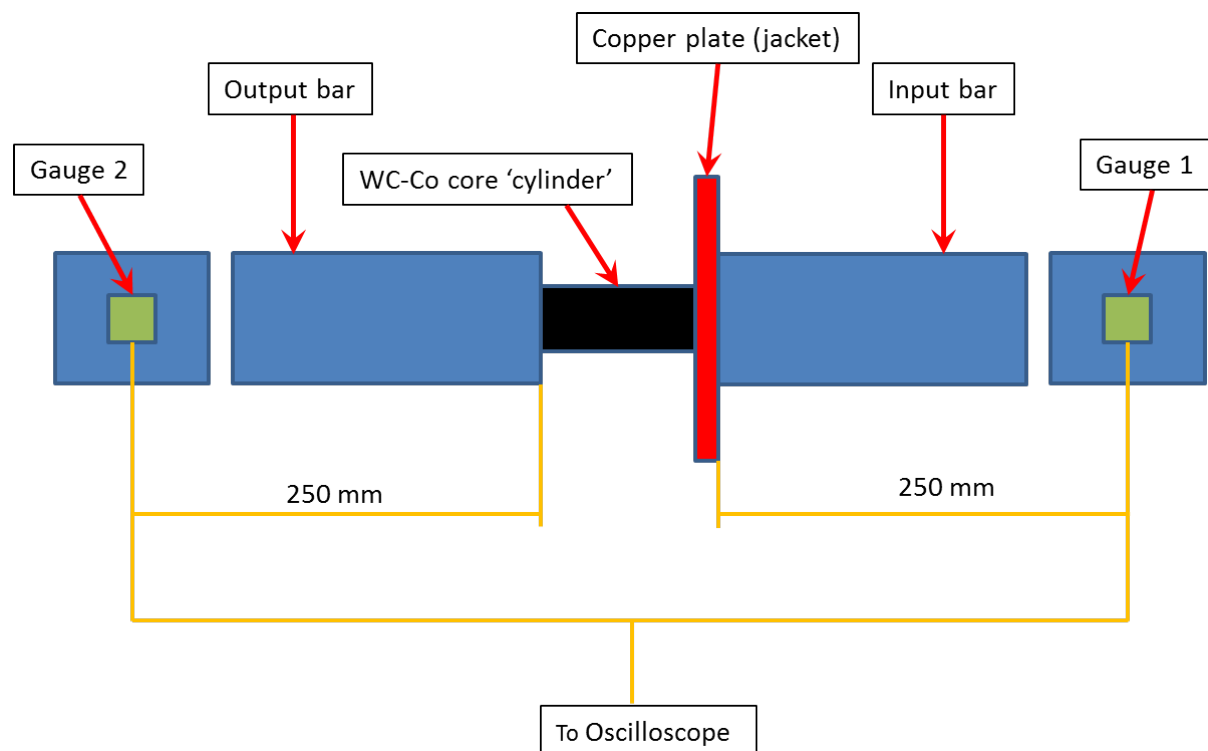 Copper plate (jacket)
Output bar
Input bar
Gauge 2
WC-Co core ‘cylinder’
Gauge 1
250 mm
250 mm
To Oscilloscope